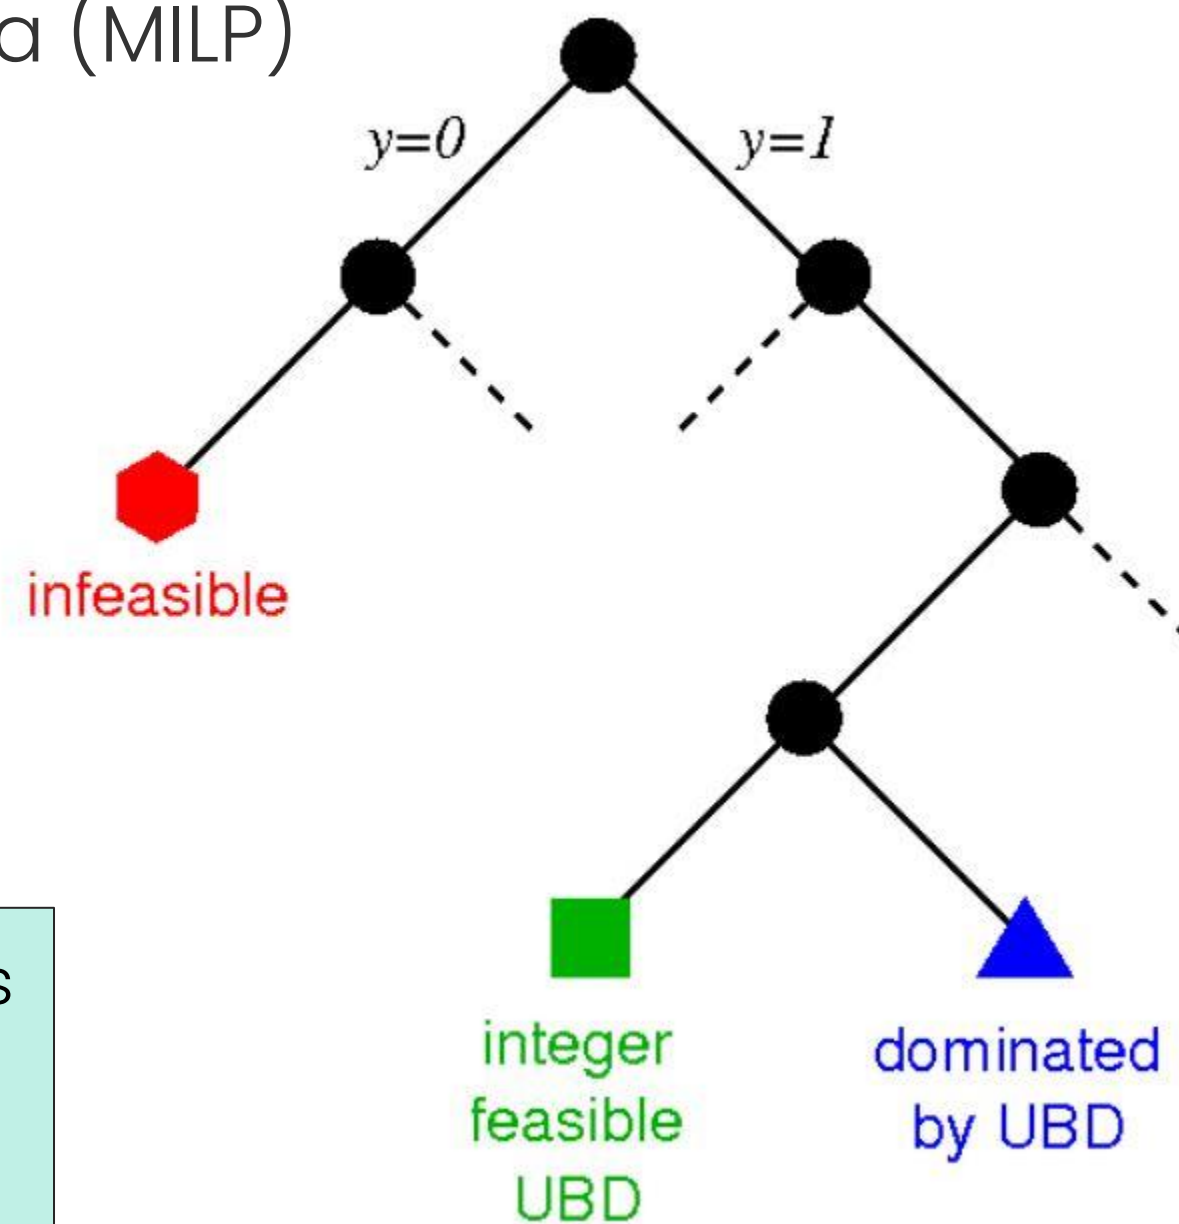 a (MILP)
y=0
y=1
infeasible
s
integer
feasible
UBD
dominated
by UBD